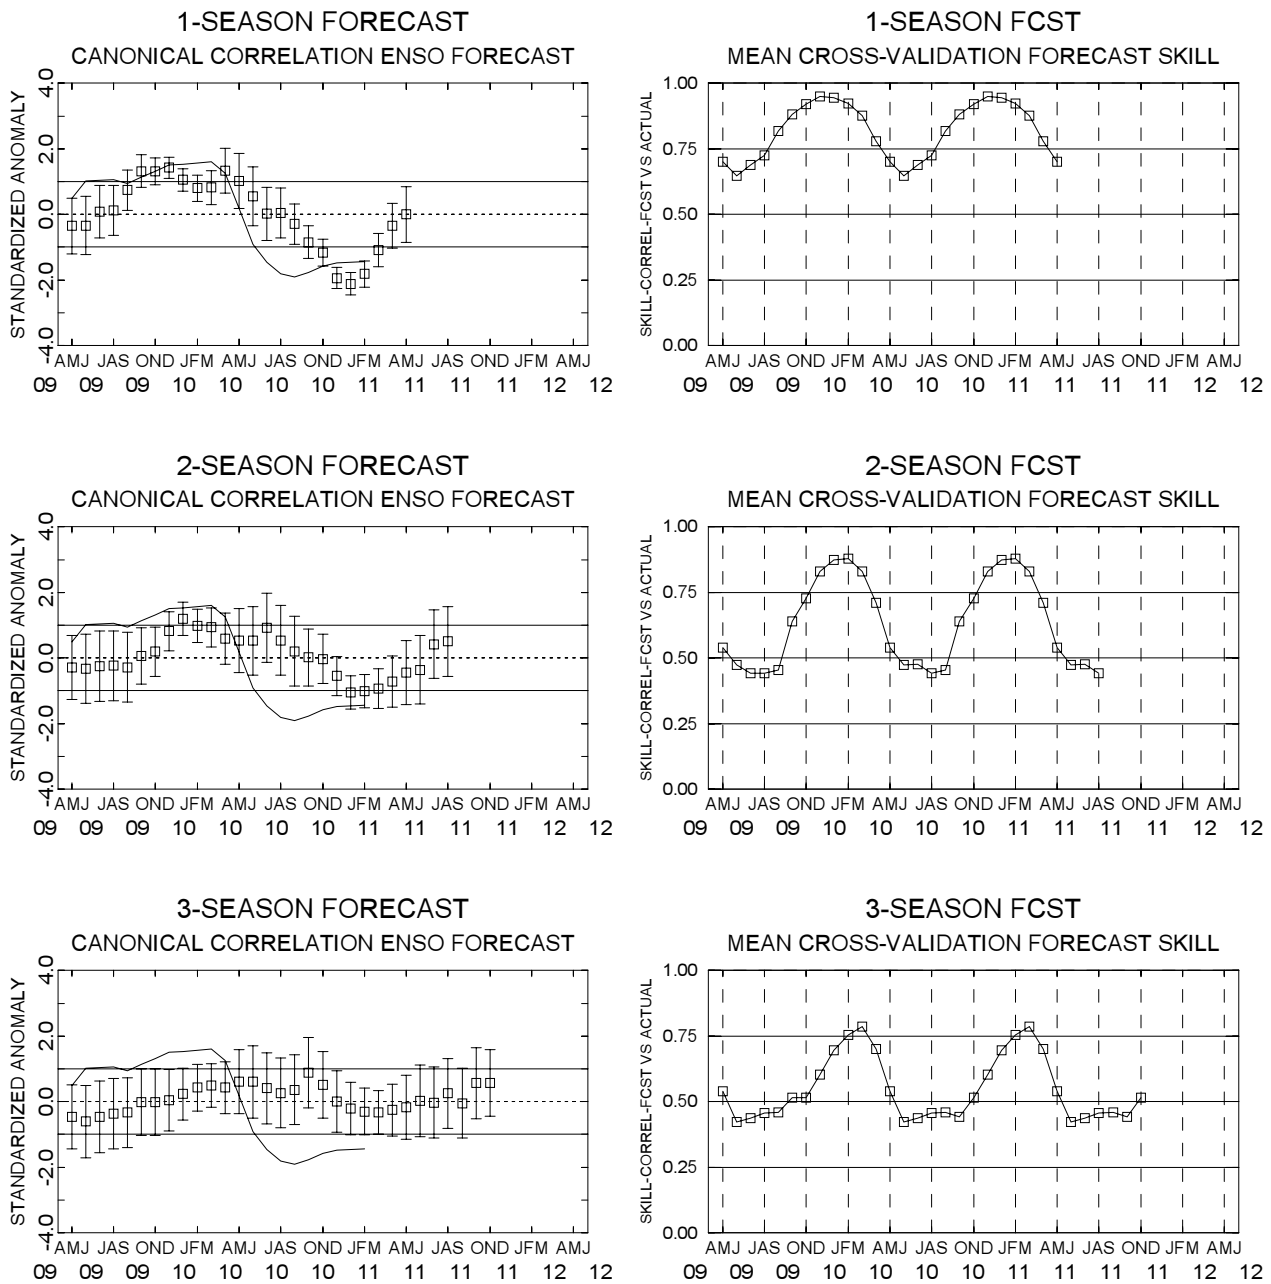 1-SEASON FORECAST
CANONICAL CORRELATION ENSO FORECAST
STANDARDIZED ANOMALY
4.0
2.0
0.0
-2.0
-4.0
AMJ JAS OND JFM AMJ JAS OND JFM AMJ JAS OND JFM AMJ
09 09 09 10 10 10 10 11 11 11 11 12 12
1-SEASON FCST
MEAN CROSS-VALIDATION FORECAST SKILL
SKILL-CORREL-FCST VS ACTUAL
1.00
0.75
0.50
0.25
0.00
AMJ JAS OND JFM AMJ JAS OND JFM AMJ JAS OND JFM AMJ
09 09 09 10 10 10 10 11 11 11 11 12 12
2-SEASON FORECAST
CANONICAL CORRELATION ENSO FORECAST
STANDARDIZED ANOMALY
4.0
2.0
0.0
-2.0
-4.0
AMJ JAS OND JFM AMJ JAS OND JFM AMJ JAS OND JFM AMJ
09 09 09 10 10 10 10 11 11 11 11 12 12
2-SEASON FCST
MEAN CROSS-VALIDATION FORECAST SKILL
SKILL-CORREL-FCST VS ACTUAL
1.00
0.75
0.50
0.25
0.00
AMJ JAS OND JFM AMJ JAS OND JFM AMJ JAS OND JFM AMJ
09 09 09 10 10 10 10 11 11 11 11 12 12
3-SEASON FORECAST
CANONICAL CORRELATION ENSO FORECAST
STANDARDIZED ANOMALY
4.0
2.0
0.0
-2.0
-4.0
AMJ JAS OND JFM AMJ JAS OND JFM AMJ JAS OND JFM AMJ
09 09 09 10 10 10 10 11 11 11 11 12 12
3-SEASON FCST
MEAN CROSS-VALIDATION FORECAST SKILL
SKILL-CORREL-FCST VS ACTUAL
1.00
0.75
0.50
0.25
0.00
AMJ JAS OND JFM AMJ JAS OND JFM AMJ JAS OND JFM AMJ
09 09 09 10 10 10 10 11 11 11 11 12 12